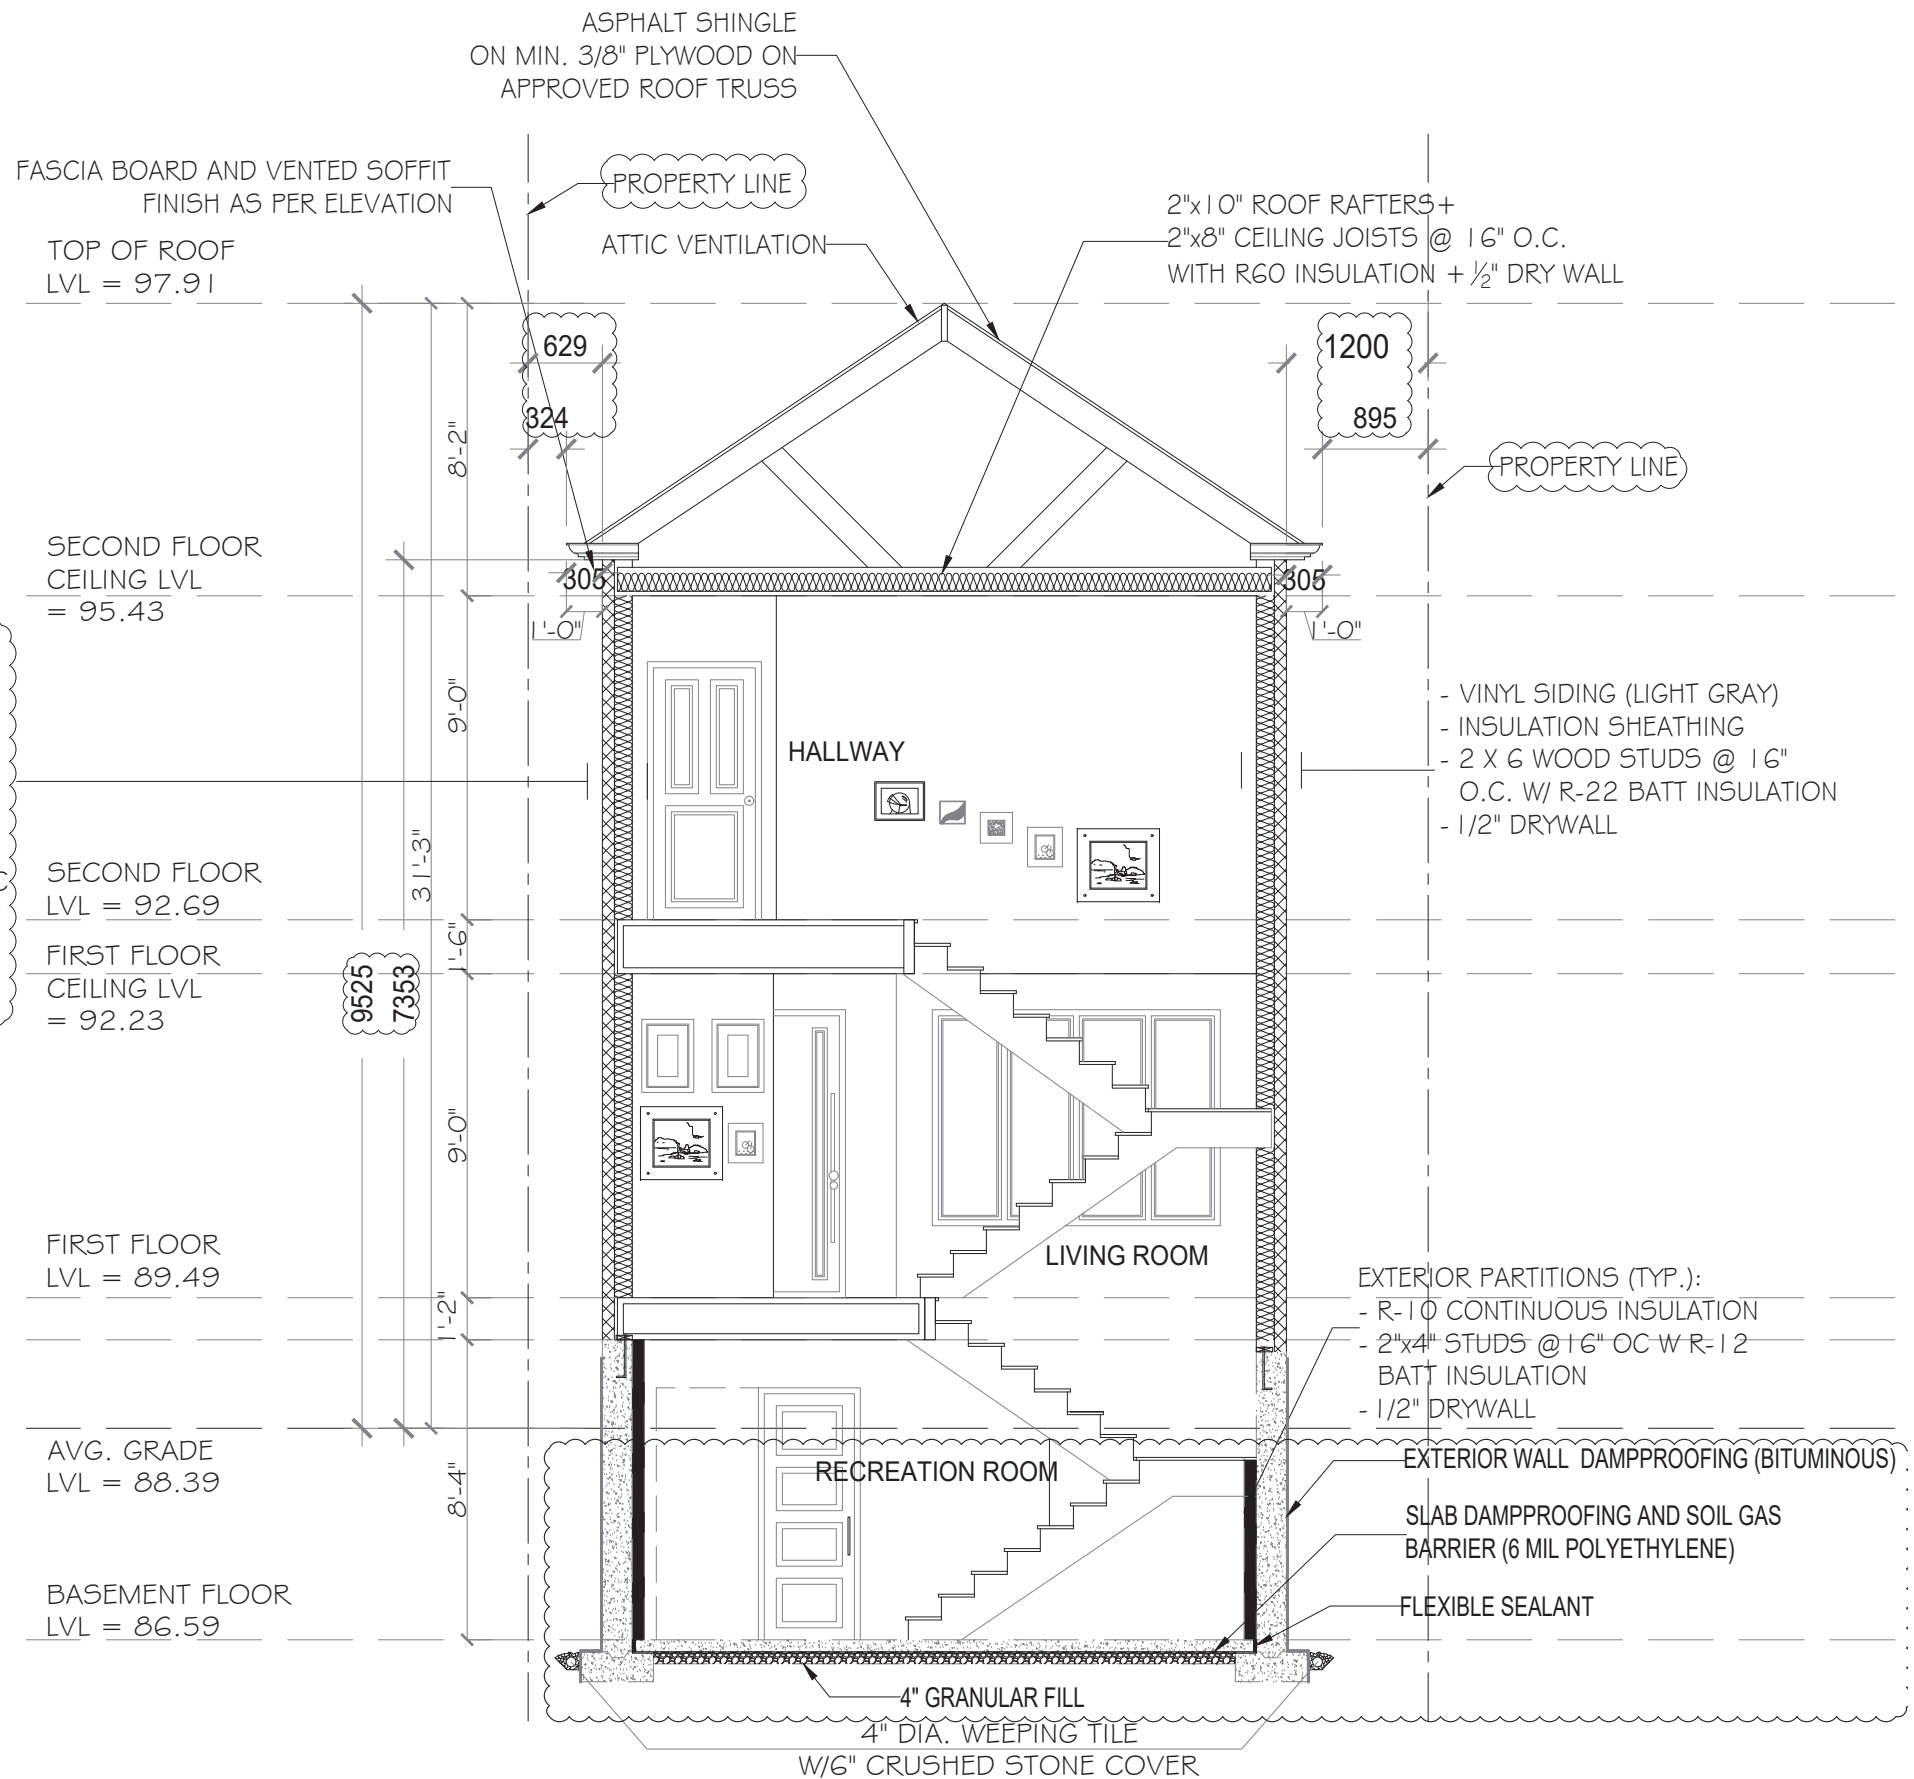 ASPHALT SHINGLE
ON MIN. 3/8" PLYWOOD ON
APPROVED ROOF TRUSS
FASCIA BOARD AND VENTED SOFFIT
FINISH AS PER ELEVATION
PROPERTY LINE
ATTIC VENTILATION
2"x10" ROOF RAFTERS+
2"x8" CEILING JOISTS @ 16" O.C.
WITH R60 INSULATION + ½" DRY WALL
TOP OF ROOF
LVL = 97.91
629
324
1200
895
8'-2"
PROPERTY LINE
SECOND FLOOR
CEILING LVL
= 95.43
305
1'-0"
305
1'-0"
9'-0"
HALLWAY
- VINYL SIDING (LIGHT GRAY)
- INSULATION SHEATHING
- 2 X 6 WOOD STUDS @ 16"
O.C. W/ R-22 BATT INSULATION
- 1/2" DRYWALL
31'-3"
SECOND FLOOR
LVL = 92.69
1'-6"
FIRST FLOOR
CEILING LVL
= 92.23
9525
7353
9'-0"
FIRST FLOOR
LVL = 89.49
LIVING ROOM
1'-2"
EXTERIOR PARTITIONS (TYP.):
- R-10 CONTINUOUS INSULATION
- 2"x4" STUDS @16" OC W R-12
BATT INSULATION
- 1/2" DRYWALL
AVG. GRADE
LVL = 88.39
8'-4"
RECREATION ROOM
EXTERIOR WALL DAMPPROOFING (BITUMINOUS)
SLAB DAMPPROOFING AND SOIL GAS
BARRIER (6 MIL POLYETHYLENE)
FLEXIBLE SEALANT
BASEMENT FLOOR
LVL = 86.59
4" GRANULAR FILL
4" DIA. WEEPING TILE
W/6" CRUSHED STONE COVER